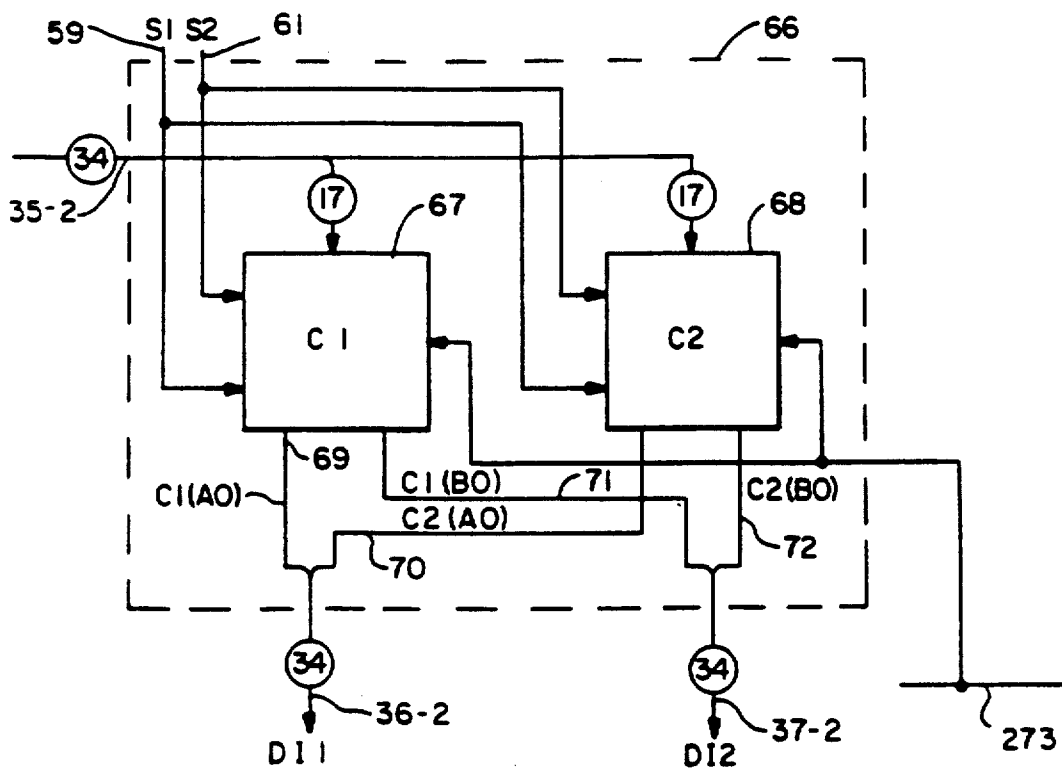 59 S1 S2 61 66
34
35-2
17 17
67 68
C1 C2
69
C1(AO) C1(BO) 71 C2(BO)
C2(AO)
70 72
34 34
36-2 37-2 273
DI1 DI2